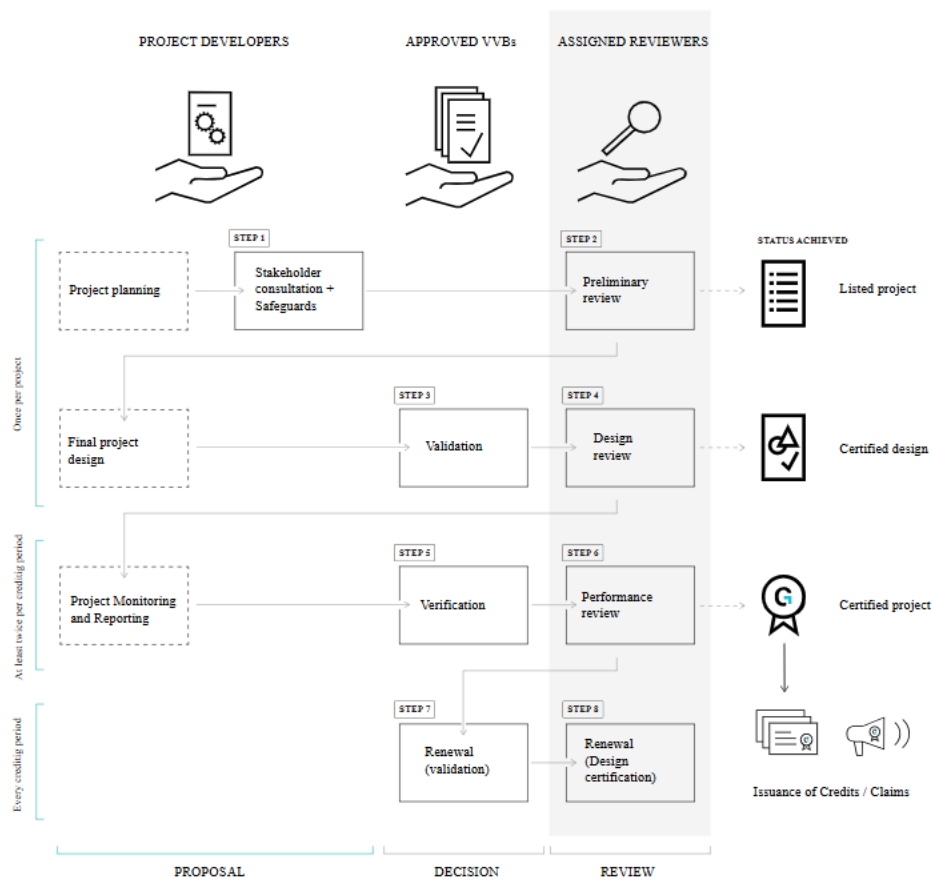 PROJECT DEVELOPERS
APPROVED VVBs
ASSIGNED REVIEWERS
STEP 1
STEP 2
STATUS ACHIEVED
Project planning
Stakeholder
consultation +
Safeguards
Preliminary
review
Listed project
Once per project
STEP 3
STEP 4
Final project
design
Validation
Design
review
Certified design
At least twice per creditig period
STEP 5
STEP 6
Project Monitoring
and Reporting
Verification
Performance
review
G
Certified project
Every creditig period
STEP 7
STEP 8
Renewal
(validation)
Renewal
(Design
certification)
Issuance of Credits / Claims
PROPOSAL
DECISION
REVIEW